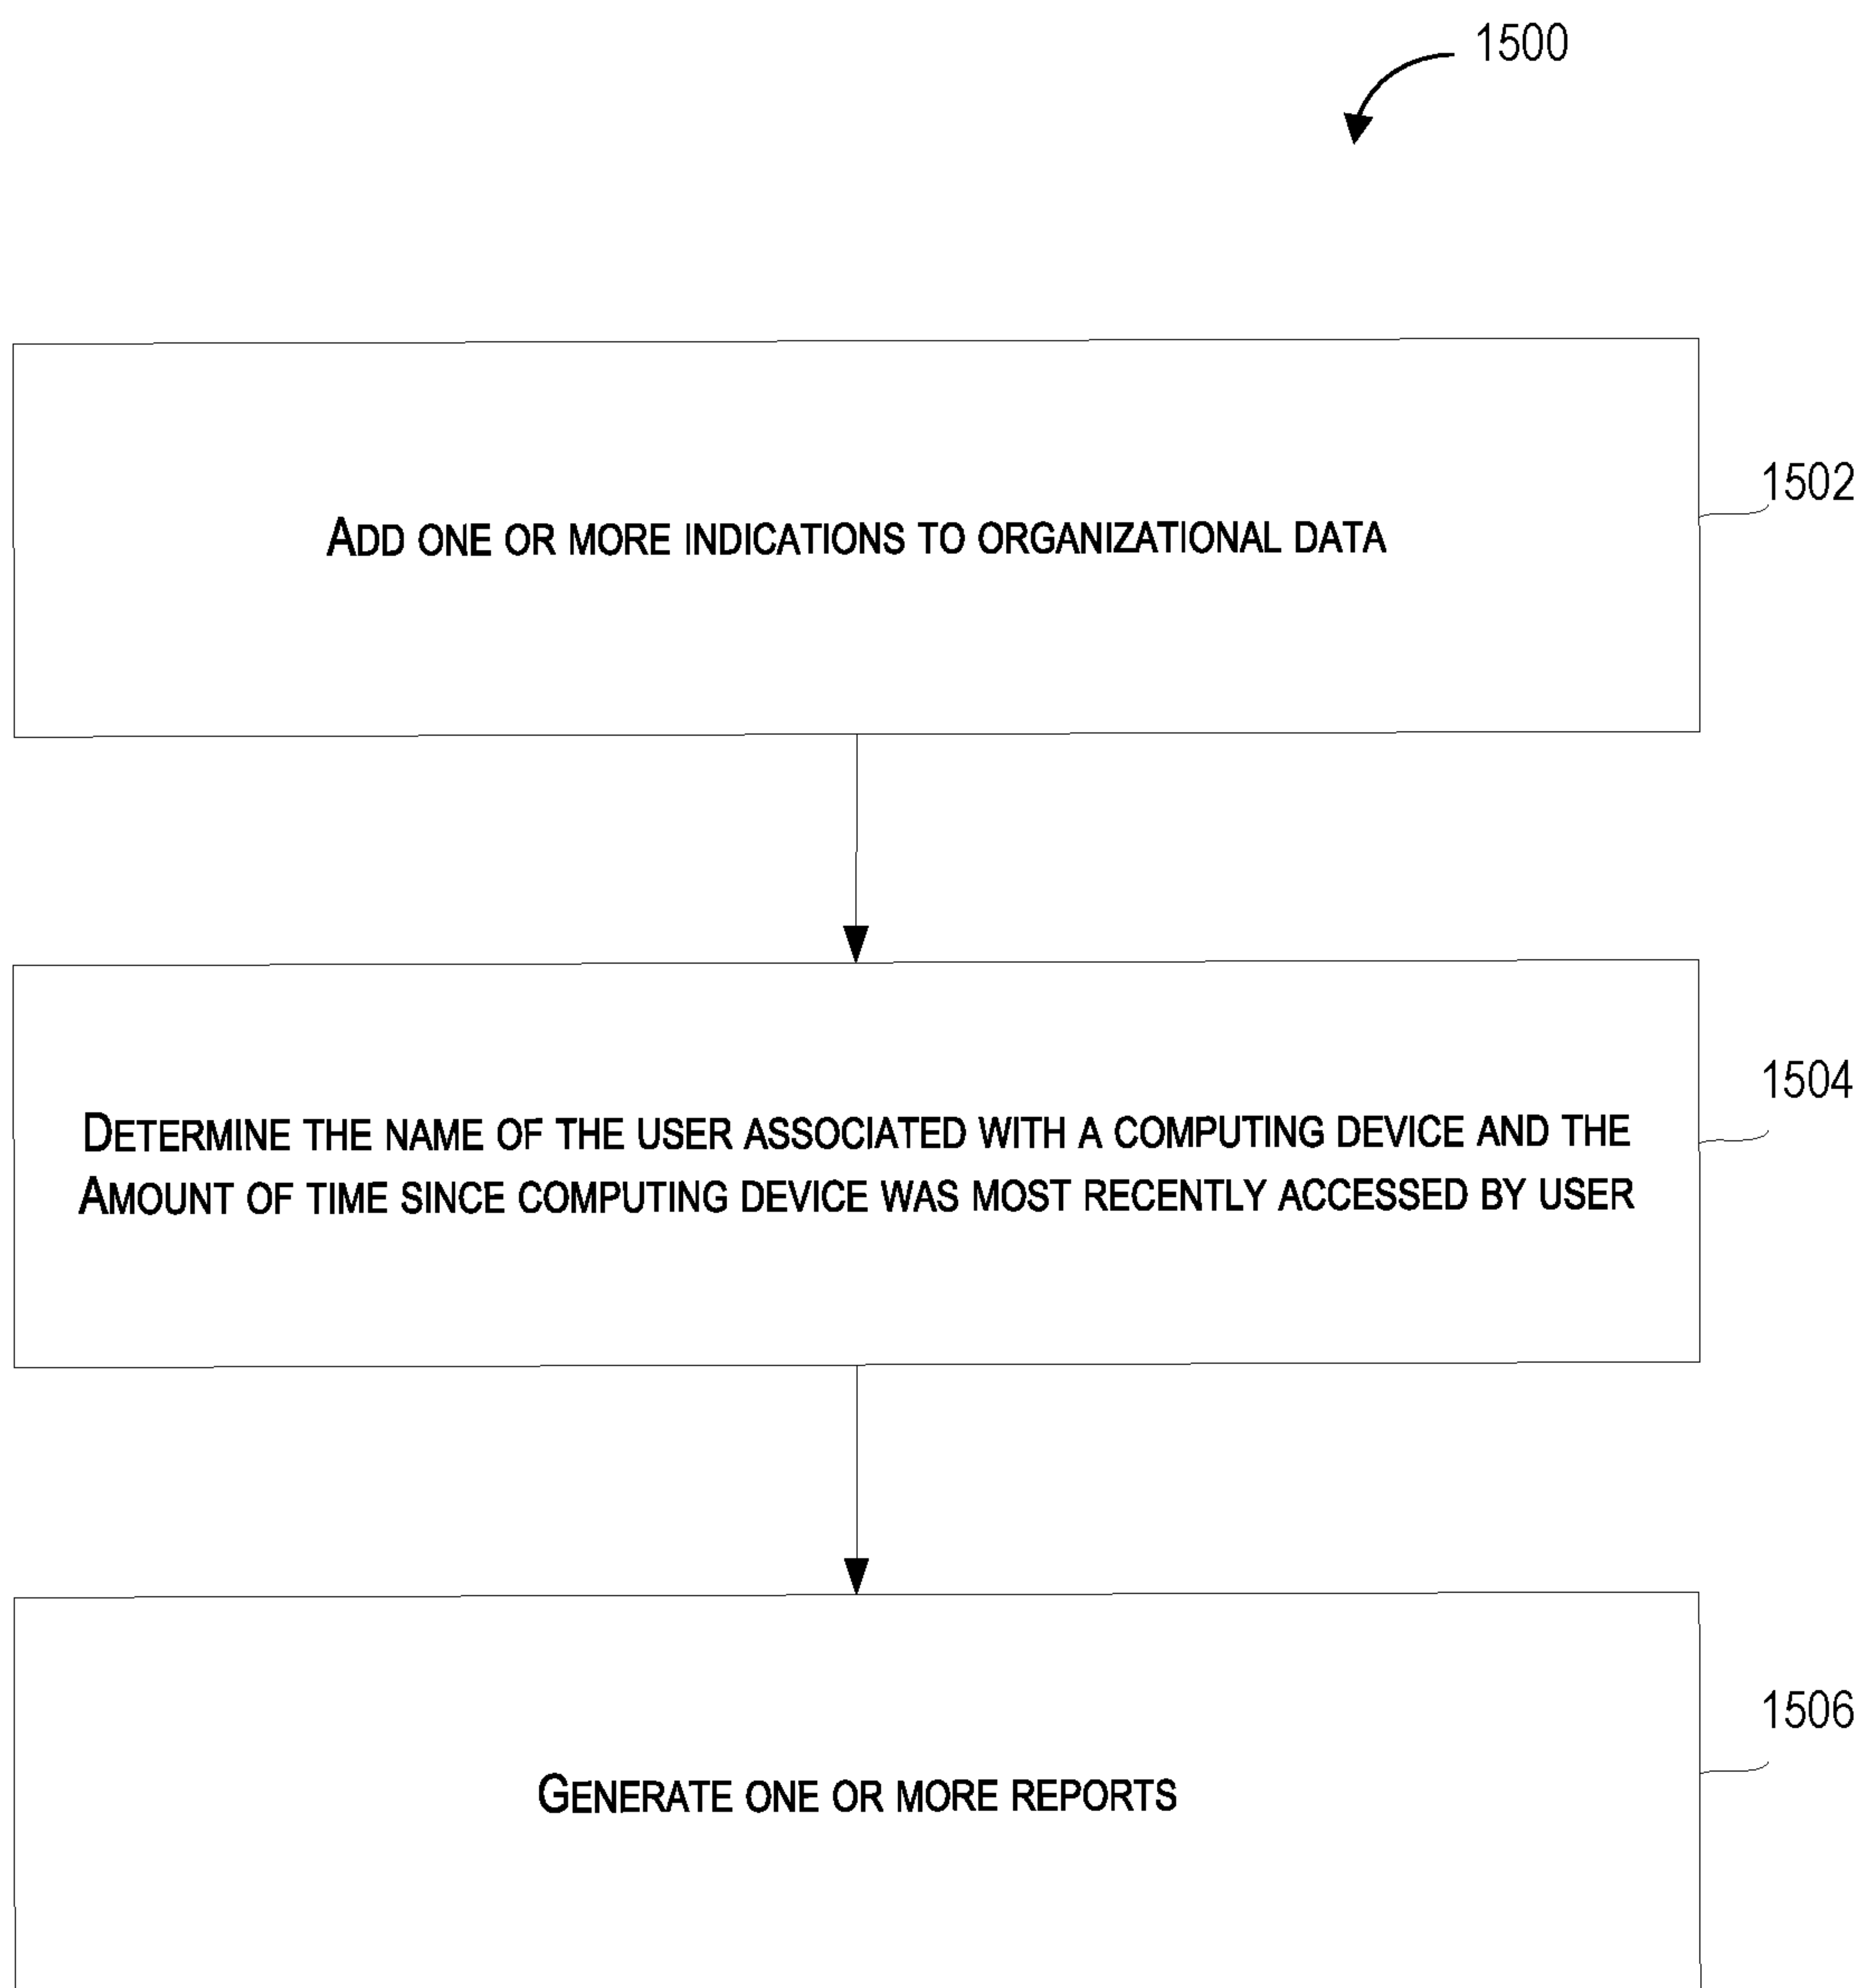 1500
ADD ONE OR MORE INDICATIONS TO ORGANIZATIONAL DATA
1502
DETERMINE THE NAME OF THE USER ASSOCIATED WITH A COMPUTING DEVICE AND THE
AMOUNT OF TIME SINCE COMPUTING DEVICE WAS MOST RECENTLY ACCESSED BY USER
1504
GENERATE ONE OR MORE REPORTS
1506